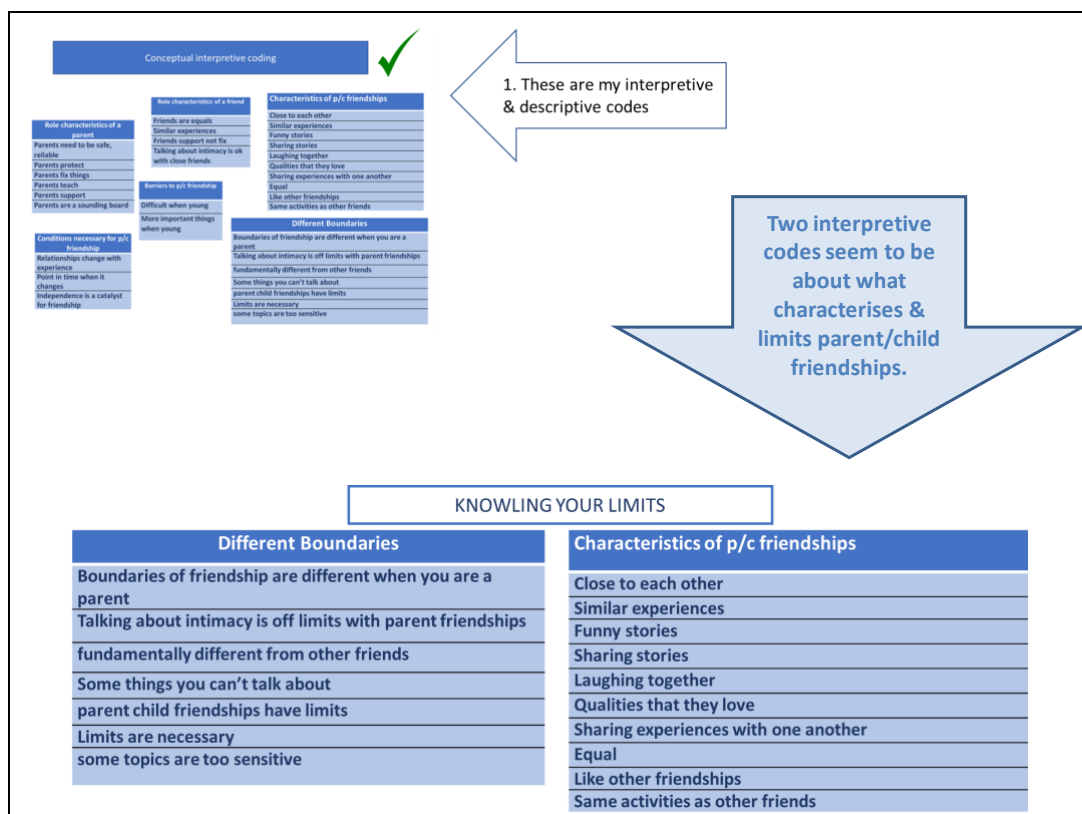 Conceptual interpretive coding
1. These are my interpretive
& descriptive codes
Role characteristics of a parent
Parents need to be safe,
reliable
Parents protect
Parents fix things
Parents teach
Parents support
Parents are a sounding board
Role characteristics of a friend
Friends are equals
Similar experiences
Friends support not fix
Talking about intimacy is ok
with close friends
Characteristics of p/c friendships
Close to each other
Similar experiences
Funny stories
Sharing stories
Laughing together
Qualities that they love
Sharing experiences with one another
Equal
Like other friendships
Same activities as other friends
Barriers to p/c friendship
Difficult when young
More important things
when young
Conditions necessary for p/c
friendship
Relationships change with
experience
Point in time when it
changes
Independence is a catalyst
for friendship
Different Boundaries
Boundaries of friendship are different when you are a
parent
Talking about intimacy is off limits with parent friendships
fundamentally different from other friends
Some things you can't talk about
parent child friendships have limits
Limits are necessary
some topics are too sensitive
Two interpretive
codes seem to be
about what
characterises &
limits parent/child
friendships.
KNOWLING YOUR LIMITS
Different Boundaries
Boundaries of friendship are different when you are a
parent
Talking about intimacy is off limits with parent friendships
fundamentally different from other friends
Some things you can't talk about
parent child friendships have limits
Limits are necessary
some topics are too sensitive
Characteristics of p/c friendships
Close to each other
Similar experiences
Funny stories
Sharing stories
Laughing together
Qualities that they love
Sharing experiences with one another
Equal
Like other friendships
Same activities as other friends